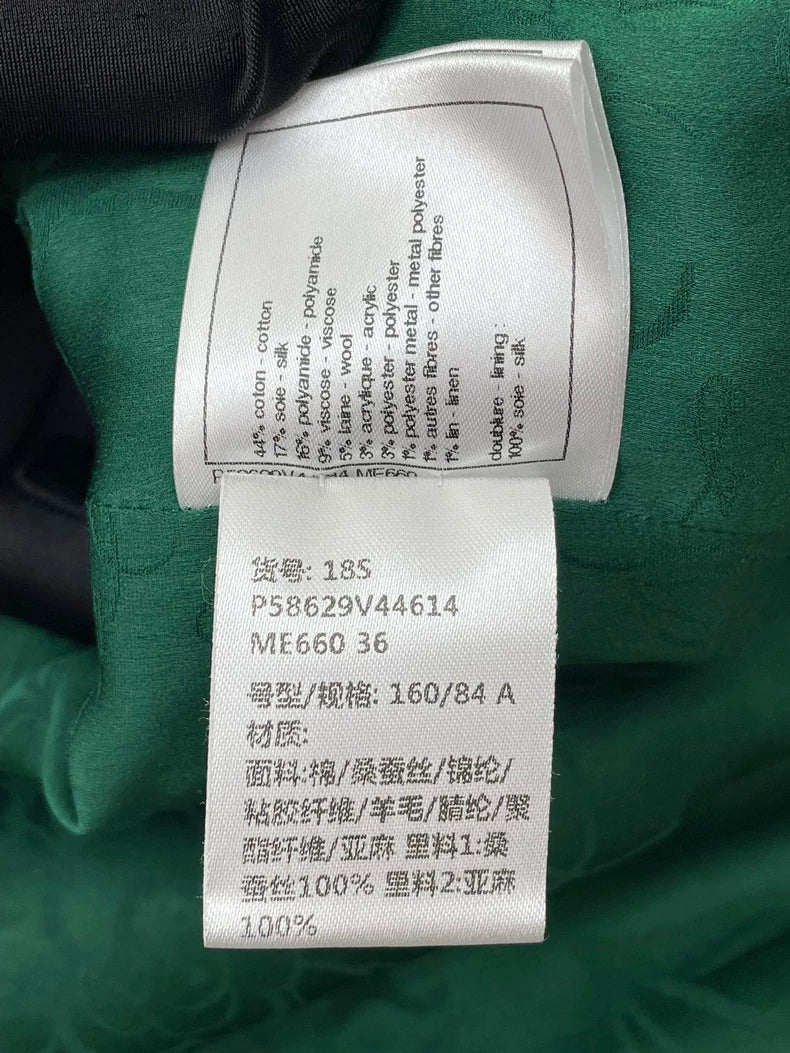 44% coton - cotton
17% soie - silk
16% polyamide - polyamide
9% viscose - viscose
5% laine - wool
3% acrylique - acrylic
3% polyester - polyester
1% polyester metal - metal polyester
1% autres fibres - other fibres
1% lin - linen
doublure - lining :
100% soie - silk
ME660
货号: 18S
P58629V44614
ME660 36
号型/规格: 160/84 A
材质:
面料:棉/桑蚕丝/锦纶/
粘胶纤维/羊毛/腈纶/聚
酯纤维/亚麻 里料1:桑
蚕丝100% 里料2:亚麻
100%